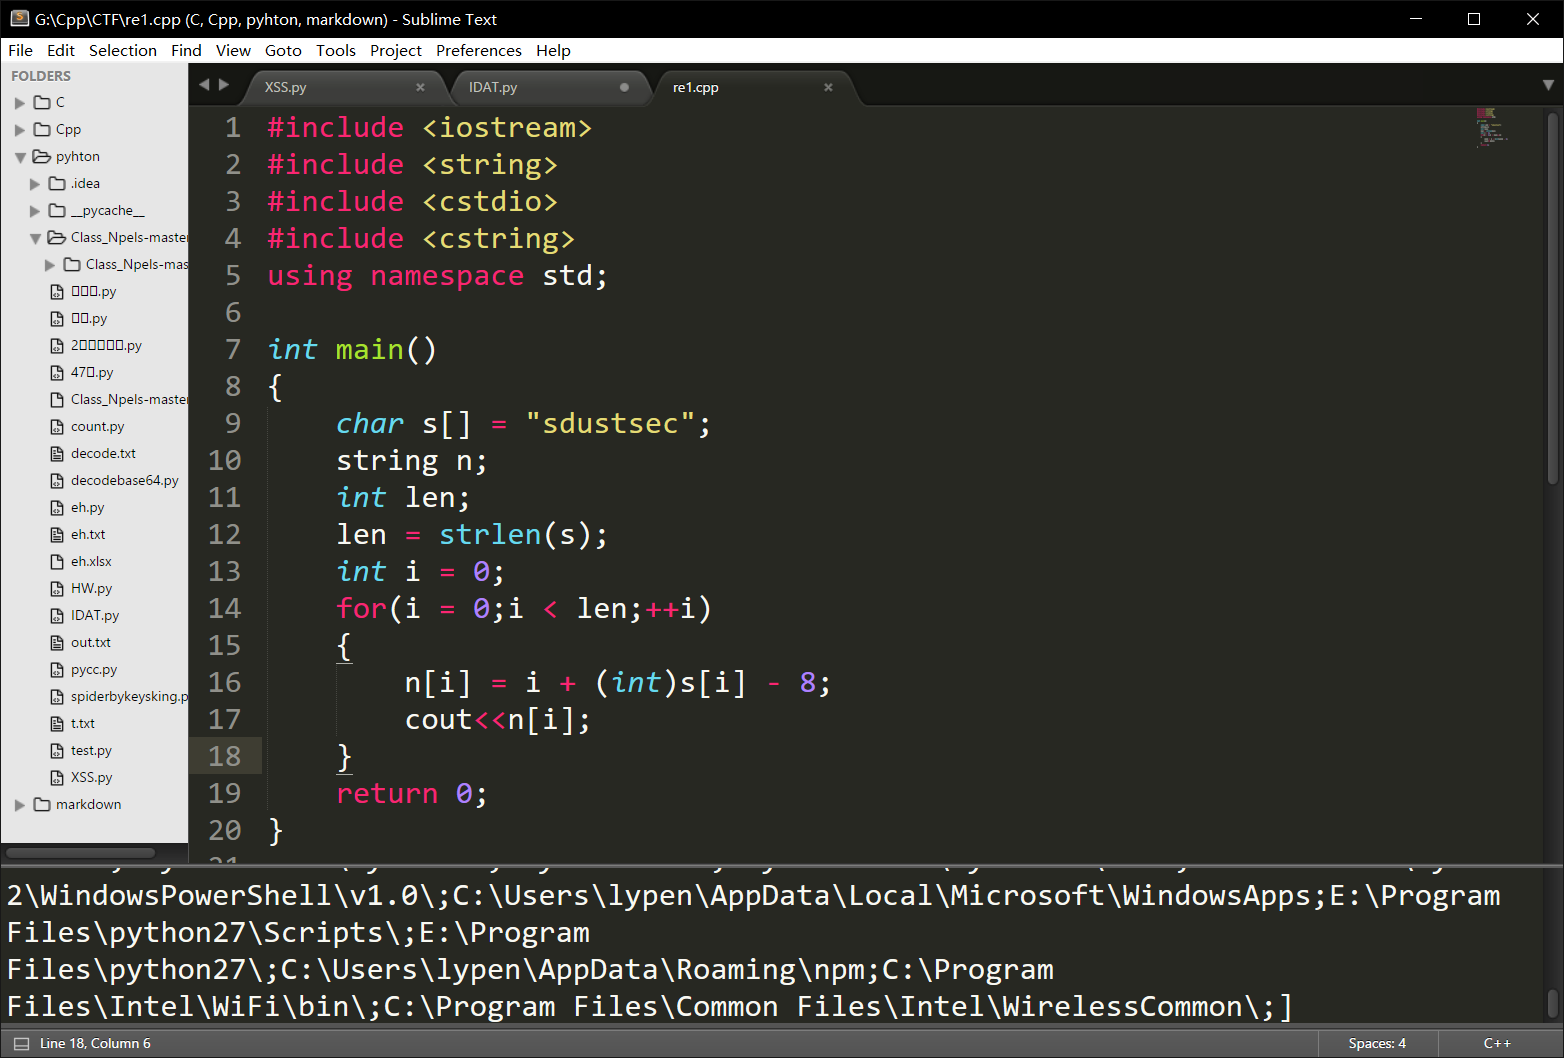 G:\Cpp\CTF\re1.cpp (C, Cpp, pyhton, markdown) - Sublime Text
File Edit Selection Find View Goto Tools Project Preferences Help
FOLDERS
C
Cpp
pyhton
.idea
__pycache__
Class_Npels-master
Class_Npels-mas
.py
.py
2.py
47.py
Class_Npels-master
count.py
decode.txt
decodebase64.py
eh.py
eh.txt
eh.xlsx
HW.py
IDAT.py
out.txt
pycc.py
spiderbykeysking.p
t.txt
test.py
XSS.py
markdown
XSS.py IDAT.py re1.cpp
1 #include <iostream>
2 #include <string>
3 #include <cstdio>
4 #include <cstring>
5 using namespace std;
6
7 int main()
8 {
9 char s[] = "sdustsec";
10 string n;
11 int len;
12 len = strlen(s);
13 int i = 0;
14 for(i = 0;i < len;++i)
15 {
16 n[i] = i + (int)s[i] - 8;
17 cout<<n[i];
18 }
19 return 0;
20 }
21
2\WindowsPowerShell\v1.0\;C:\Users\lypen\AppData\Local\Microsoft\WindowsApps;E:\Program
Files\python27\Scripts\;E:\Program
Files\python27\;C:\Users\lypen\AppData\Roaming\npm;C:\Program
Files\Intel\WiFi\bin\;C:\Program Files\Common Files\Intel\WirelessCommon\;]
Line 18, Column 6 Spaces: 4 C++